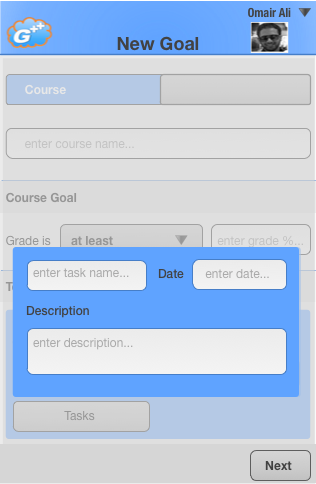 Omair Ali
G++
New Goal
Course
enter course name...
Course Goal
Grade is at least enter grade %...
enter task name... Date enter date...
Description
enter description...
Tasks
Next